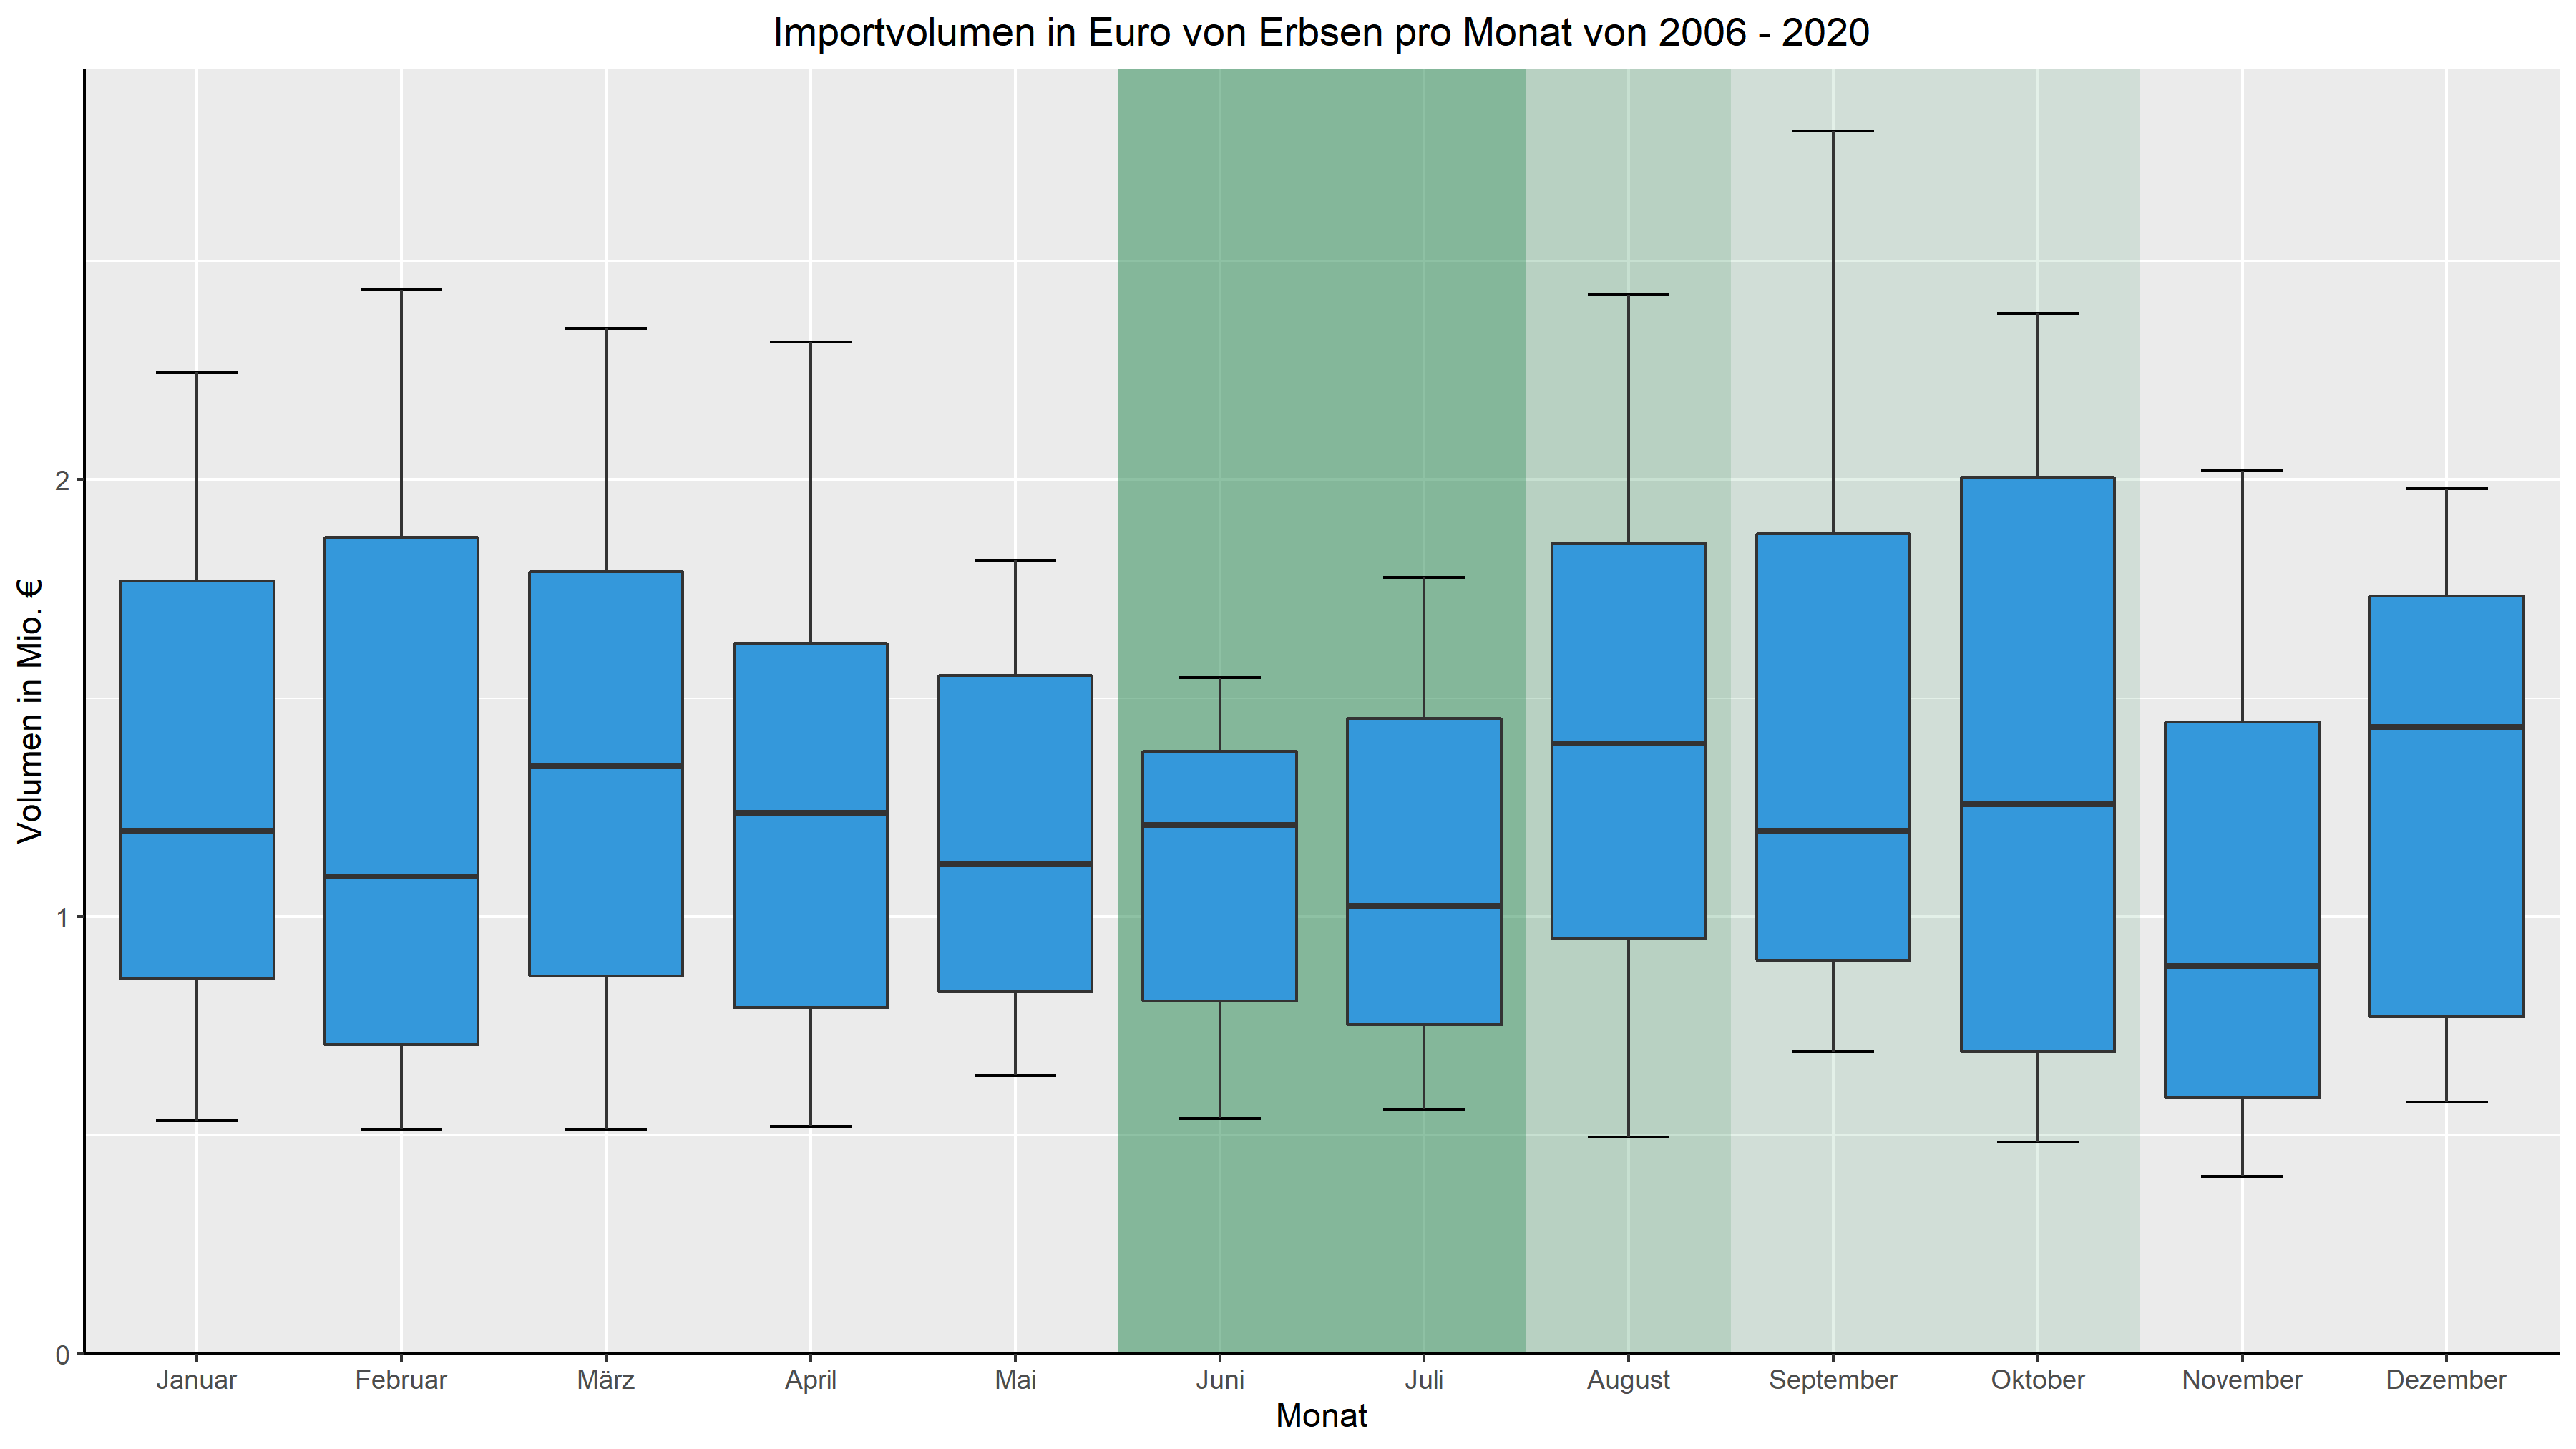 Importvolumen in Euro von Erbsen pro Monat von 2006 - 2020
Volumen in Mio. €
2
1
0
Januar Februar März April Mai Juni Juli August September Oktober November Dezember
Monat